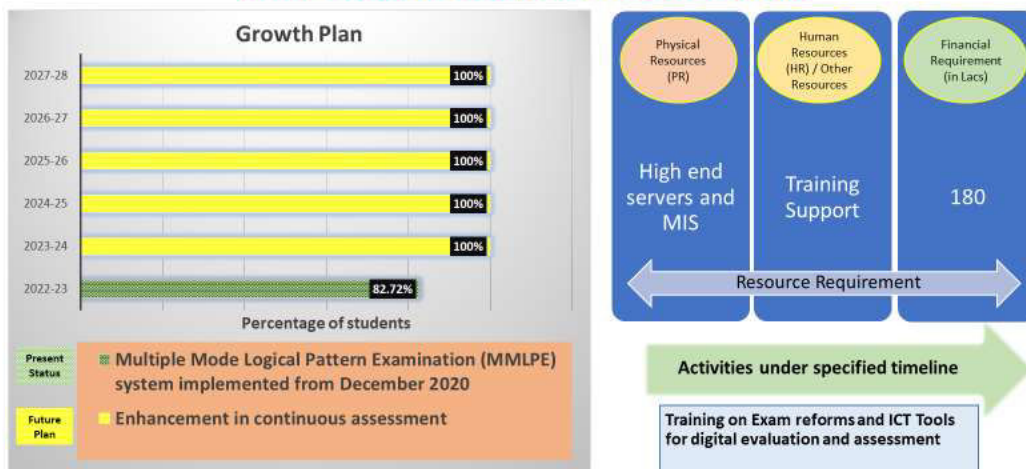 Growth Plan
2027-28
100%
2026-27
100%
2025-26
100%
2024-25
100%
2023-24
100%
2022-23
82.72%
Percentage of students
Present
Status
Multiple Mode Logical Pattern Examination (MMLPE)
system implemented from December 2020
Future
Plan
Enhancement in continuous assessment
Physical
Resources
(PR)
Human
Resources
(HR) / Other
Resources
Financial
Requirement
(in Lacs)
High end
servers and
MIS
Training
Support
180
Resource Requirement
Activities under specified timeline
Training on Exam reforms and ICT Tools
for digital evaluation and assessment